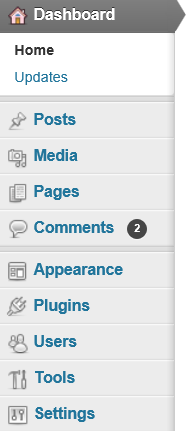 Dashboard
Home
Updates
Posts
Media
Pages
Comments 2
Appearance
Plugins
Users
Tools
Settings